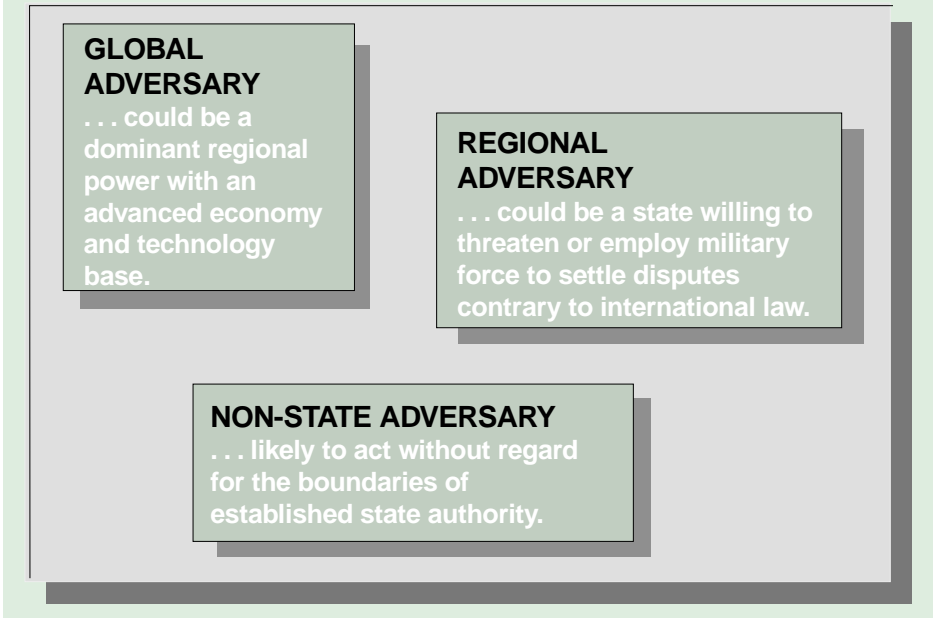 GLOBAL
ADVERSARY
. . . could be a
dominant regional
power with an
advanced economy
and technology
base.
REGIONAL
ADVERSARY
. . . could be a state willing to
threaten or employ military
force to settle disputes
contrary to international law.
NON-STATE ADVERSARY
. . . likely to act without regard
for the boundaries of
established state authority.